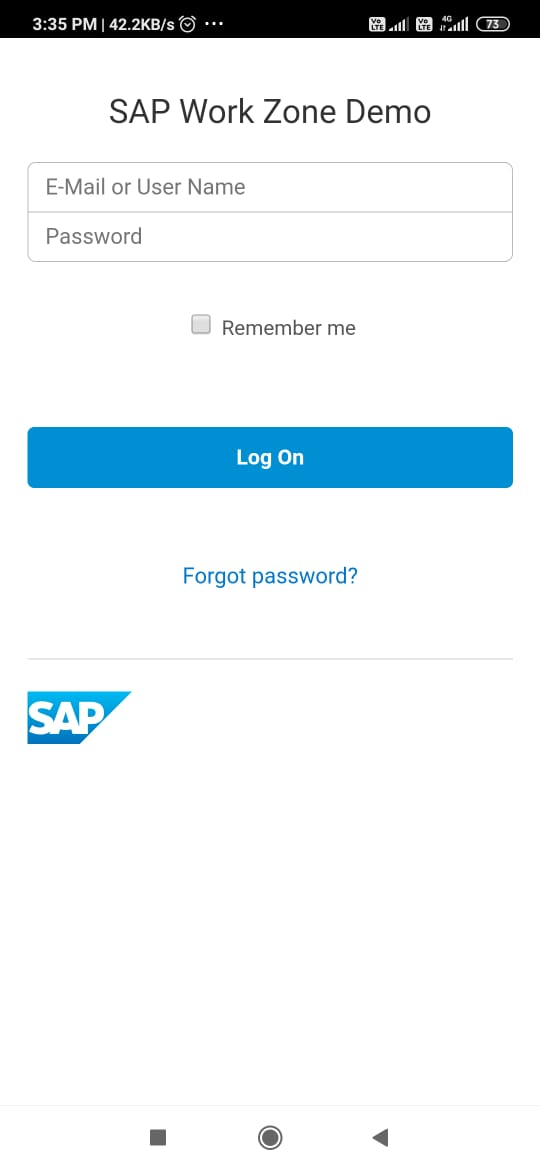 3:35 PM | 42.2KB/s ... Vo LTE Vo LTE 4G 73
SAP Work Zone Demo
E-Mail or User Name
Password
Remember me
Log On
Forgot password?
SAP